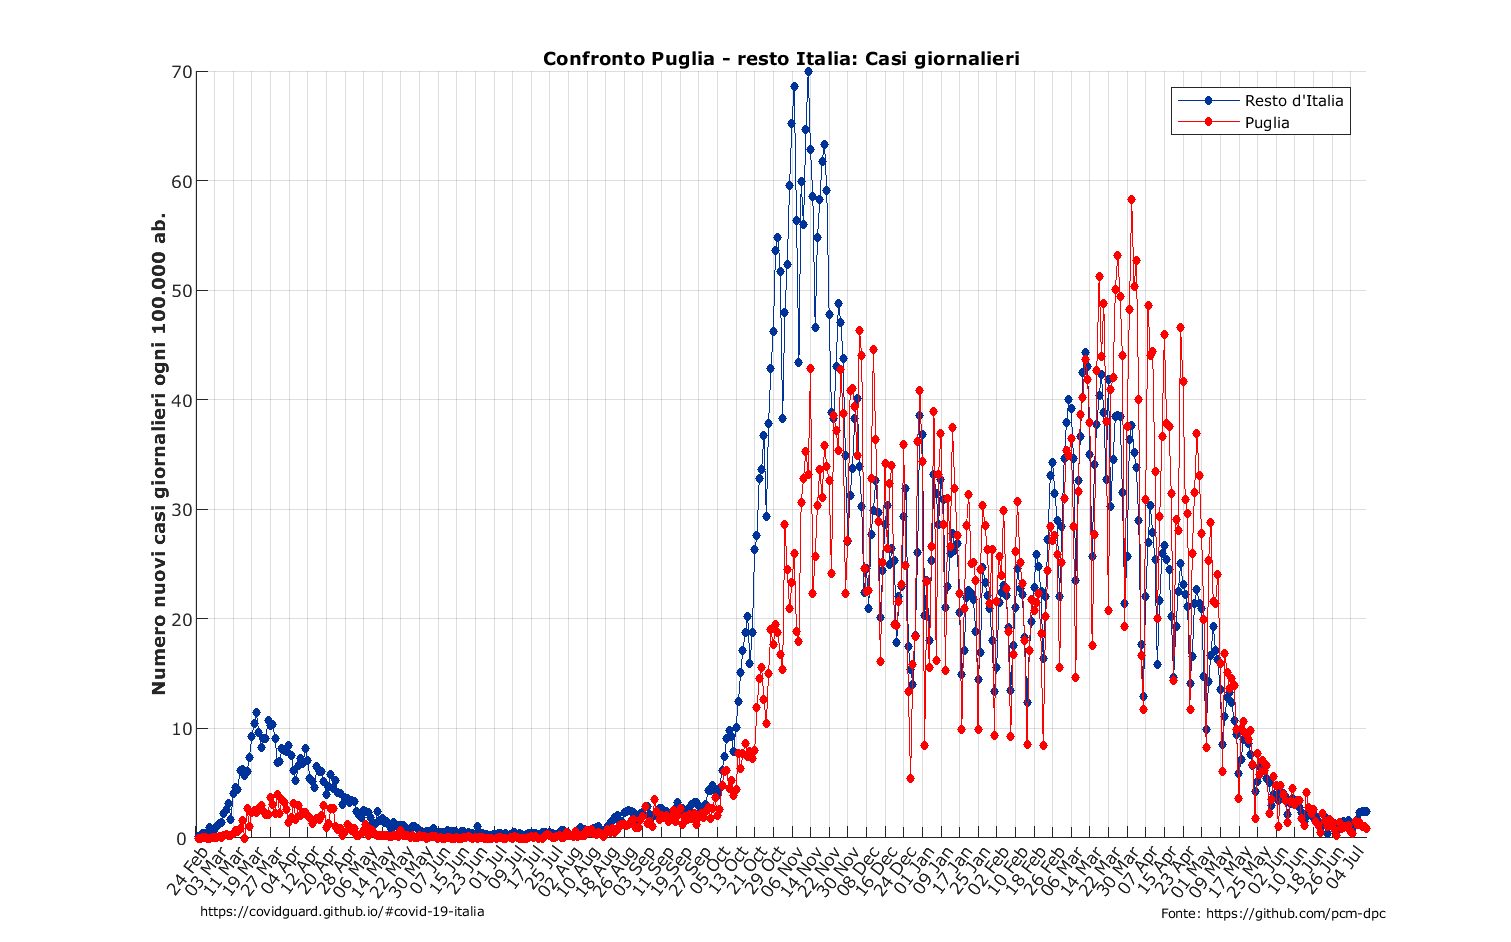 Confronto Puglia - resto Italia: Casi giornalieri
Resto d'Italia
Puglia
Numero nuovi casi giornalieri ogni 100.000 ab.
70
60
50
40
30
20
10
0
24 Feb
03 Mar
11 Mar
19 Mar
27 Mar
04 Apr
12 Apr
20 Apr
28 Apr
06 May
14 May
22 May
30 May
07 Jun
15 Jun
23 Jun
01 Jul
09 Jul
17 Jul
25 Jul
02 Aug
10 Aug
18 Aug
26 Aug
03 Sep
11 Sep
19 Sep
27 Sep
05 Oct
13 Oct
21 Oct
29 Oct
06 Nov
14 Nov
22 Nov
30 Nov
08 Dec
16 Dec
24 Dec
01 Jan
09 Jan
17 Jan
25 Jan
02 Feb
10 Feb
18 Feb
26 Feb
06 Mar
14 Mar
22 Mar
30 Mar
07 Apr
15 Apr
23 Apr
01 May
09 May
17 May
25 May
02 Jun
10 Jun
18 Jun
26 Jun
04 Jul
https://covidguard.github.io/#covid-19-italia
Fonte: https://github.com/pcm-dpc